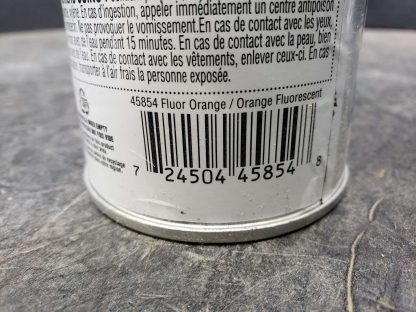 En cas d'ingestion, appeler immédiatement un centre antipoison
Ne pas provoquer le vomissement. En cas de contact avec les yeux,
l'eau pendant 15 minutes. En cas de contact avec la peau, bien
En cas de contact avec les vêtements, enlever ceux-ci. En cas
transporter à l'air frais la personne exposée.
45854 Fluor Orange / Orange Fluorescent
7 24504 45854 8